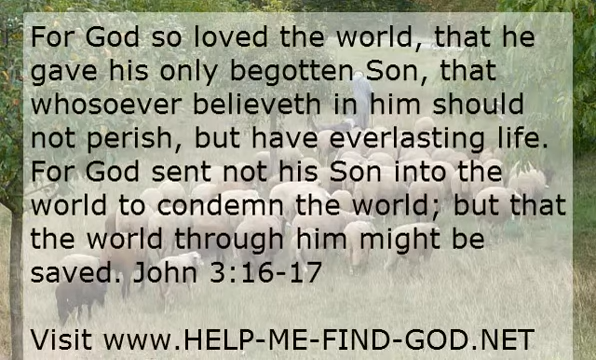 For God so loved the world, that he
gave his only begotten Son, that
whosoever believeth in him should
not perish, but have everlasting life.
For God sent not his Son into the
world to condemn the world; but that
the world through him might be
saved. John 3:16-17
Visit www.HELP-ME-FIND-GOD.NET